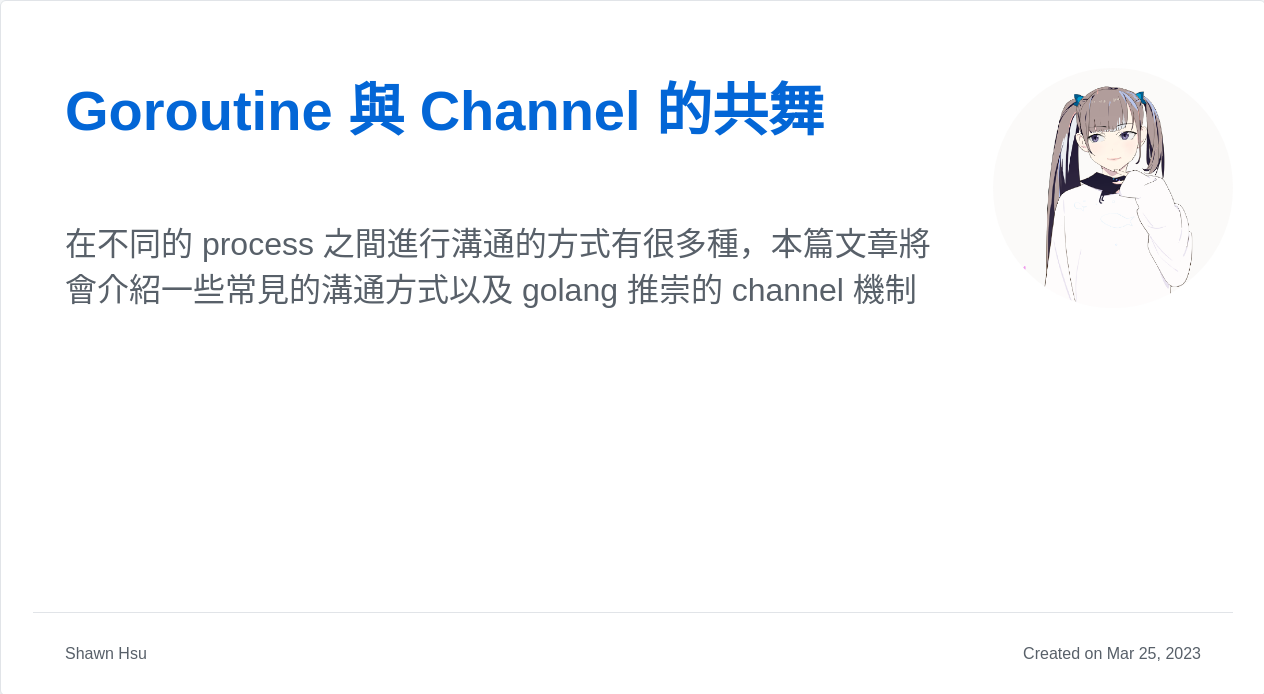 Goroutine 與 Channel 的共舞
在不同的 process 之間進行溝通的方式有很多種，本篇文章將
會介紹一些常見的溝通方式以及 golang 推崇的 channel 機制
Shawn Hsu
Created on Mar 25, 2023